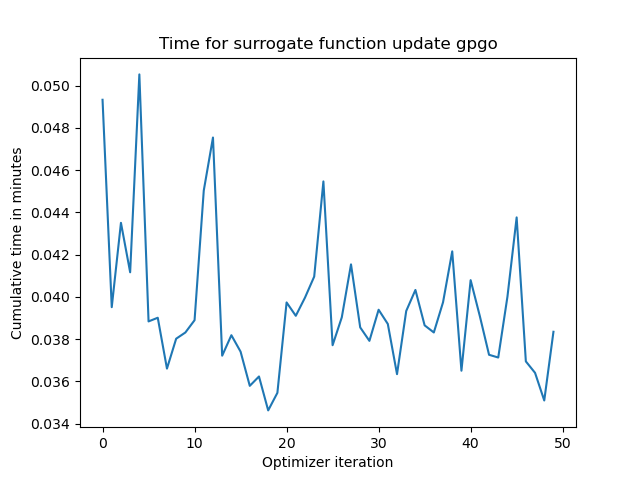 Time for surrogate function update gpgo
Cumulative time in minutes
0.050
0.048
0.046
0.044
0.042
0.040
0.038
0.036
0.034
0 10 20 30 40 50
Optimizer iteration